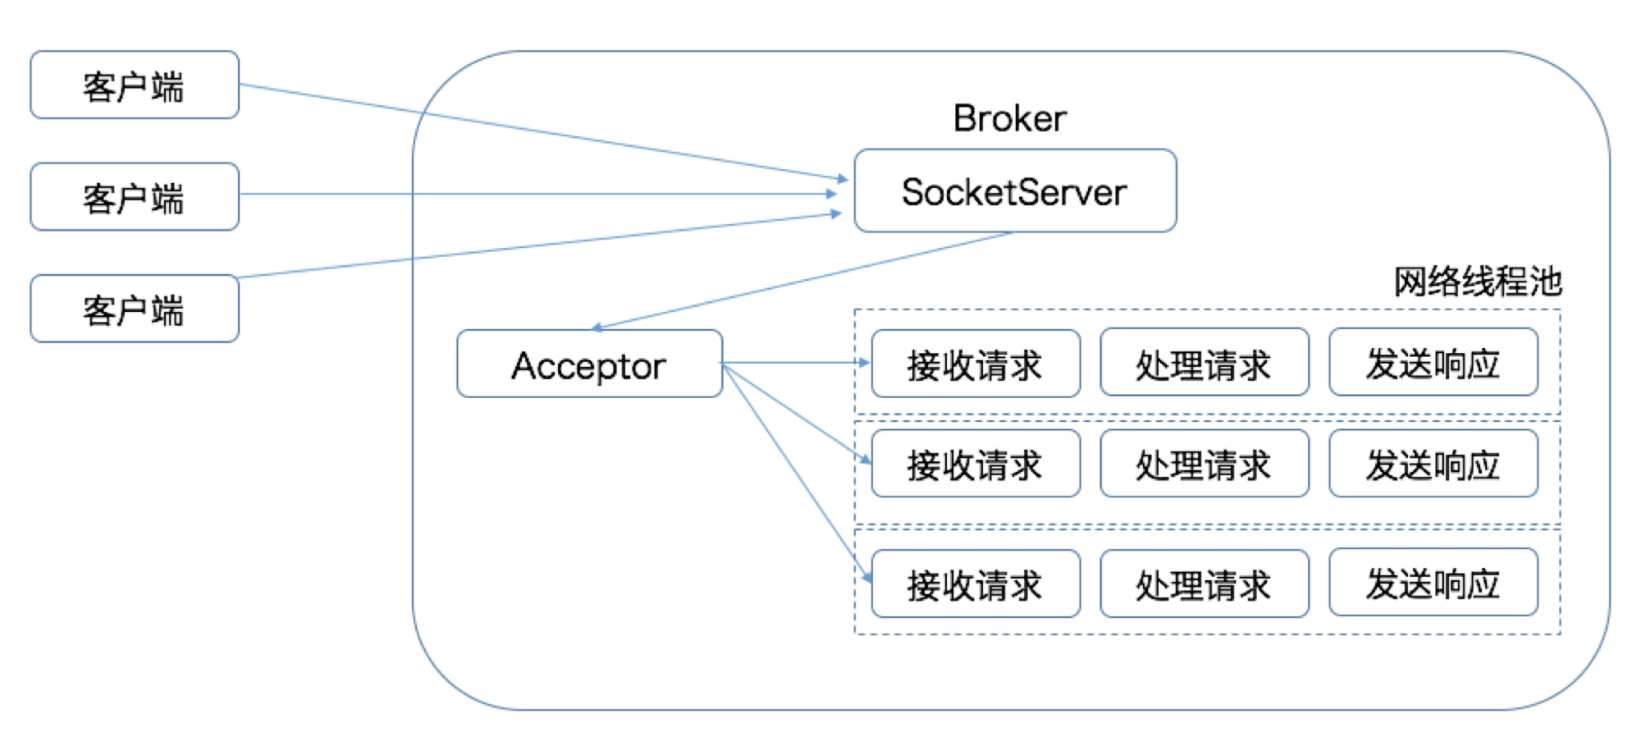 客户端
客户端
客户端
Broker
SocketServer
网络线程池
Acceptor
接收请求 处理请求 发送响应
接收请求 处理请求 发送响应
接收请求 处理请求 发送响应